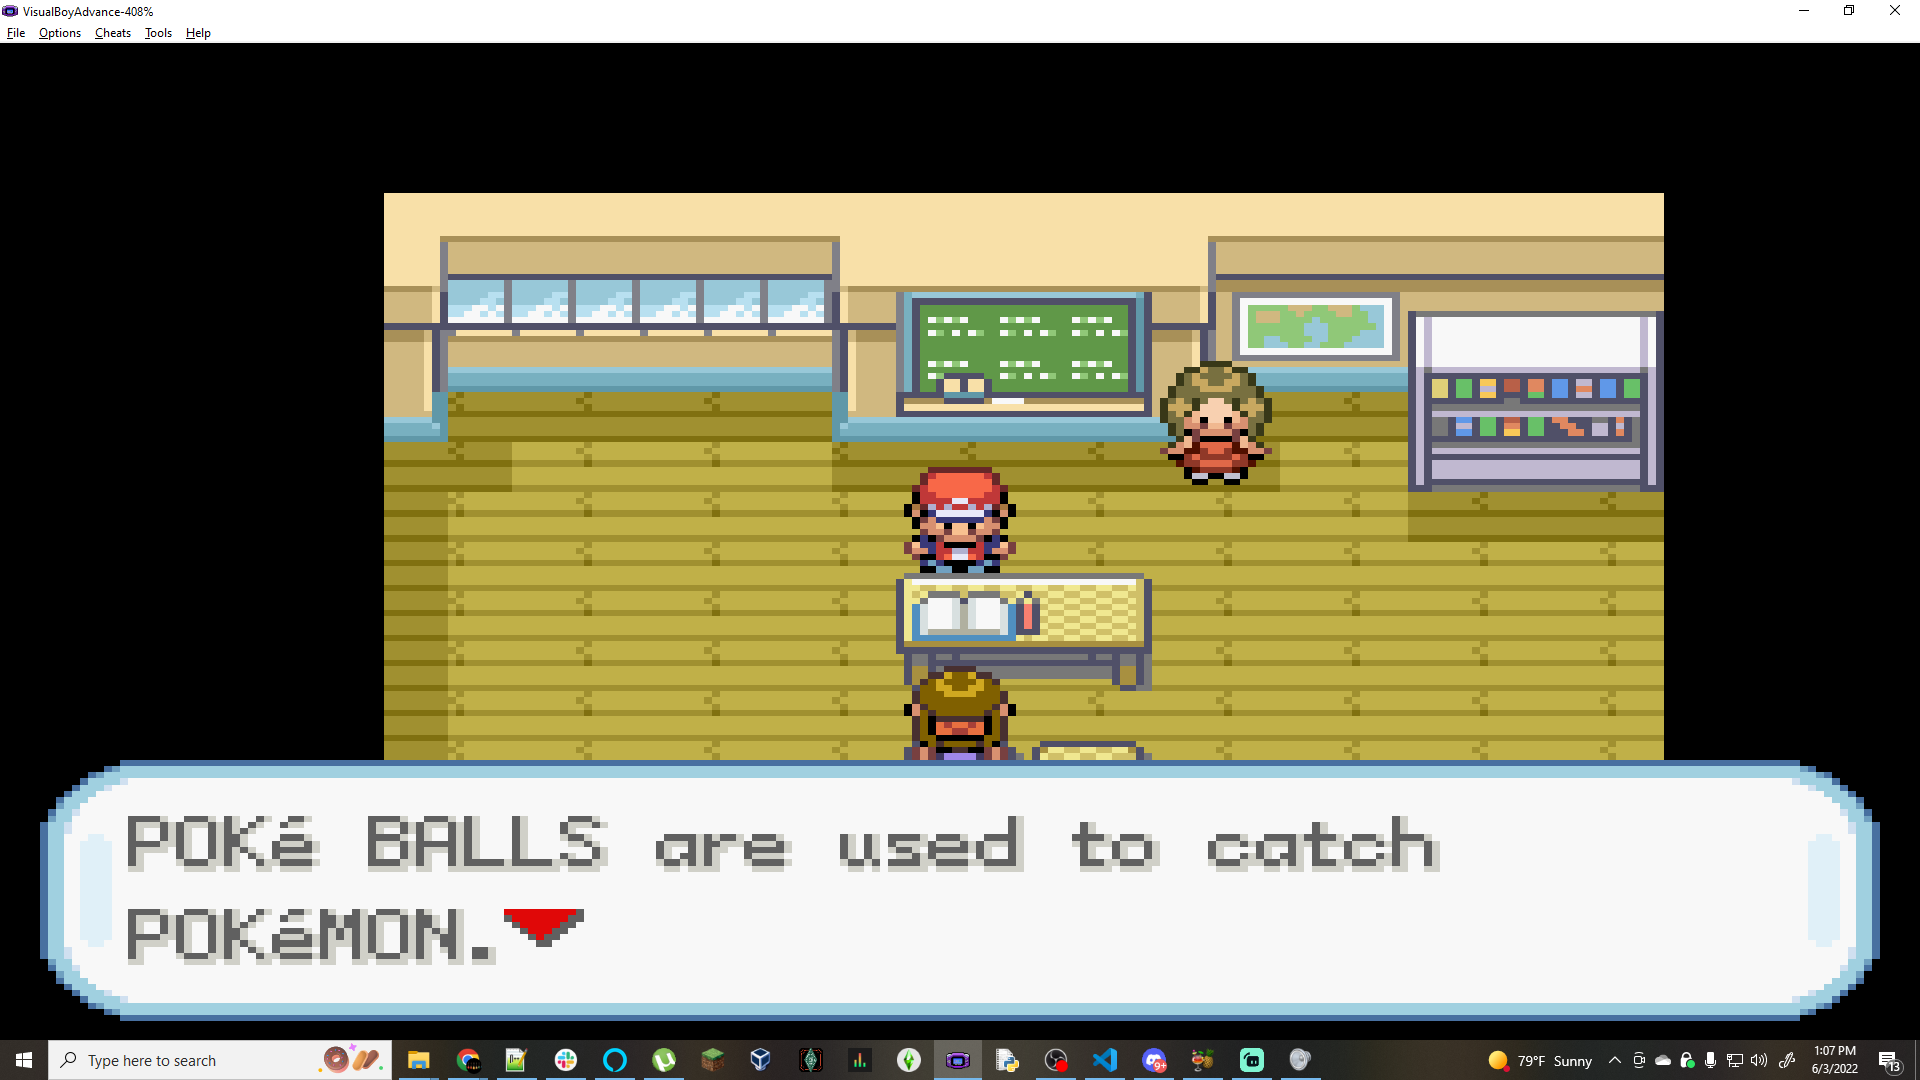 VisualBoyAdvance-408%
File Options Cheats Tools Help
POKé BALLS are used to catch
POKéMON.
Type here to search
9+
79°F Sunny
1:07 PM
6/3/2022
13